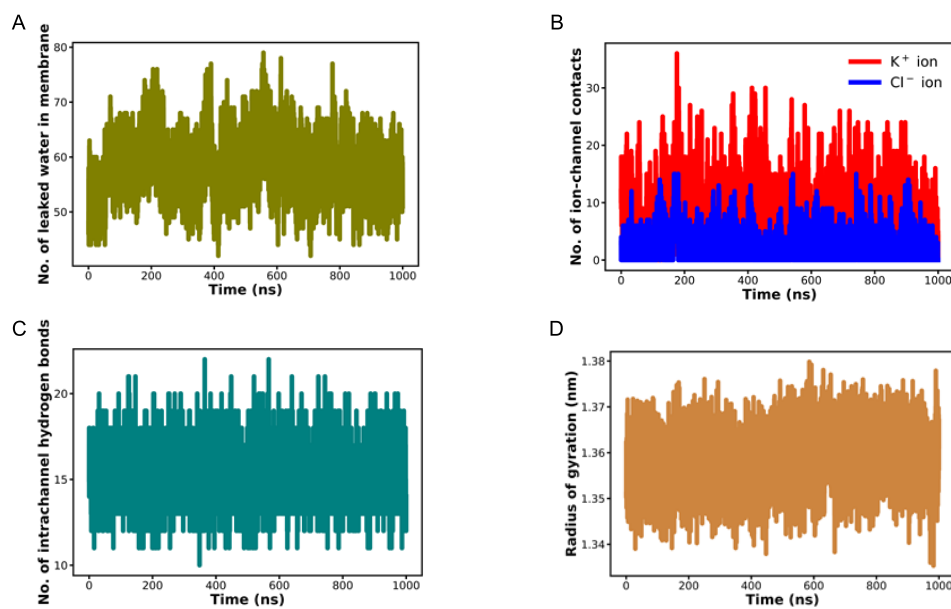 A
No. of leaked water in membrane
80
70
60
50
0 200 400 600 800 1000
Time (ns)
B
No. of ion-channel contacts
30
20
10
0
K⁺ ion
Cl⁻ ion
0 200 400 600 800 1000
Time (ns)
C
No. of intrachannel hydrogen bonds
20
15
10
0 200 400 600 800 1000
Time (ns)
D
Radius of gyration (nm)
1.38
1.37
1.36
1.35
1.34
0 200 400 600 800 1000
Time (ns)